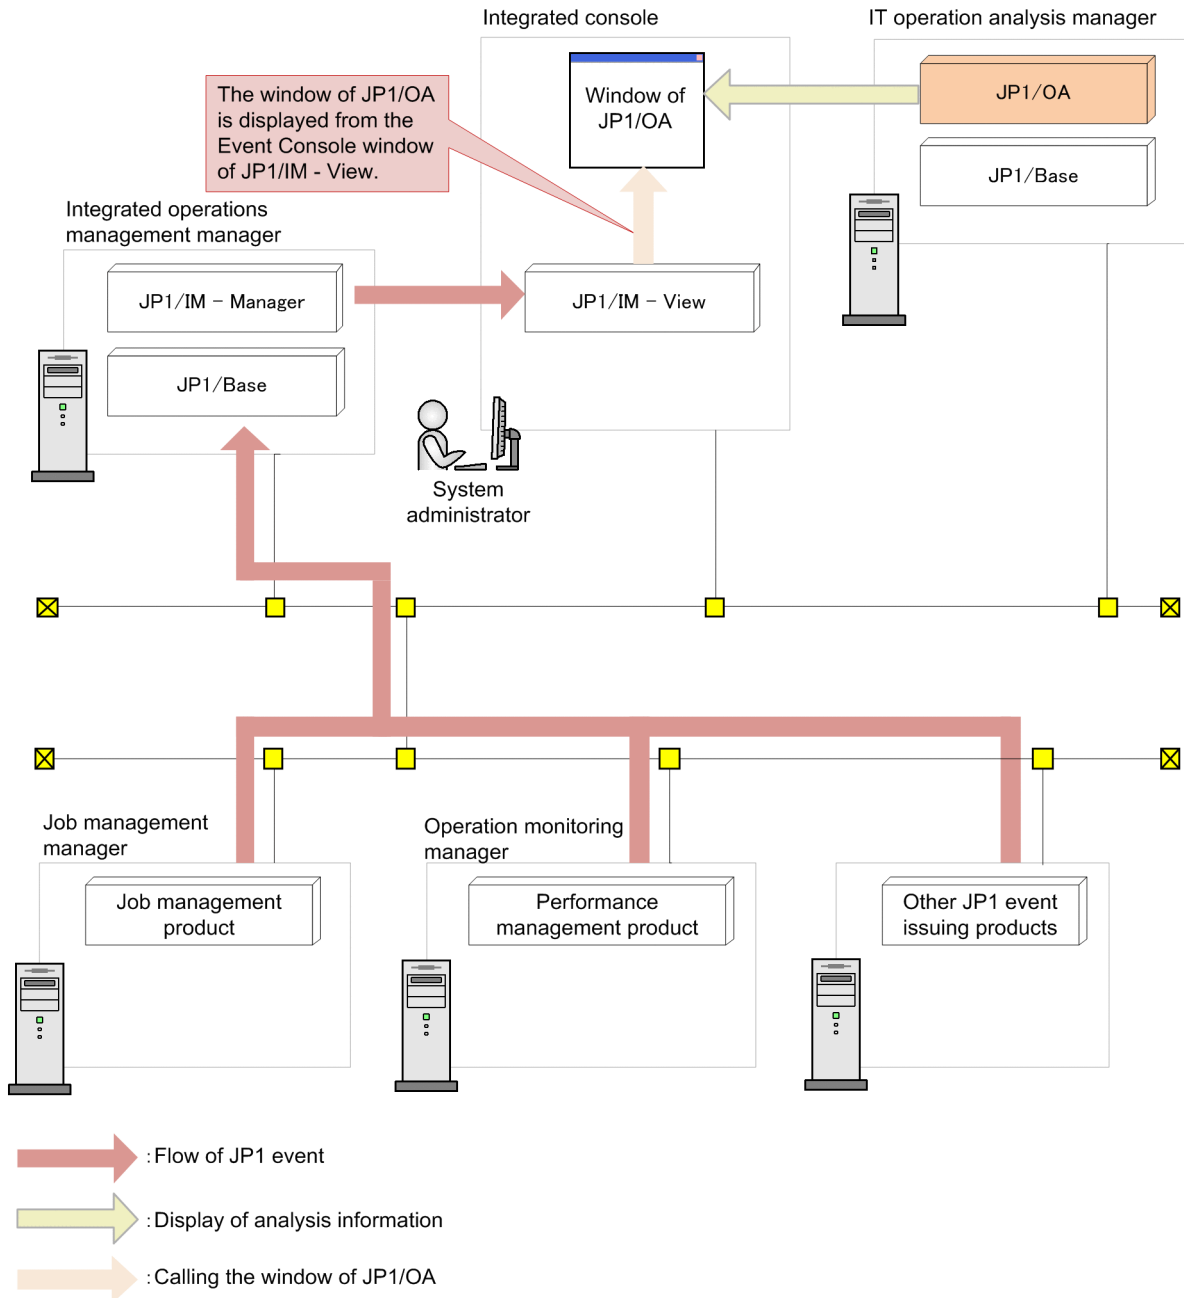 Integrated console
IT operation analysis manager
The window of JP1/OA
is displayed from the
Event Console window
of JP1/IM - View.
Window of
JP1/OA
JP1/OA
JP1/Base
Integrated operations
management manager
JP1/IM - Manager
JP1/Base
JP1/IM - View
System
administrator
Job management
manager
Job management
product
Operation monitoring
manager
Performance
management product
Other JP1 event
issuing products
: Flow of JP1 event
: Display of analysis information
: Calling the window of JP1/OA